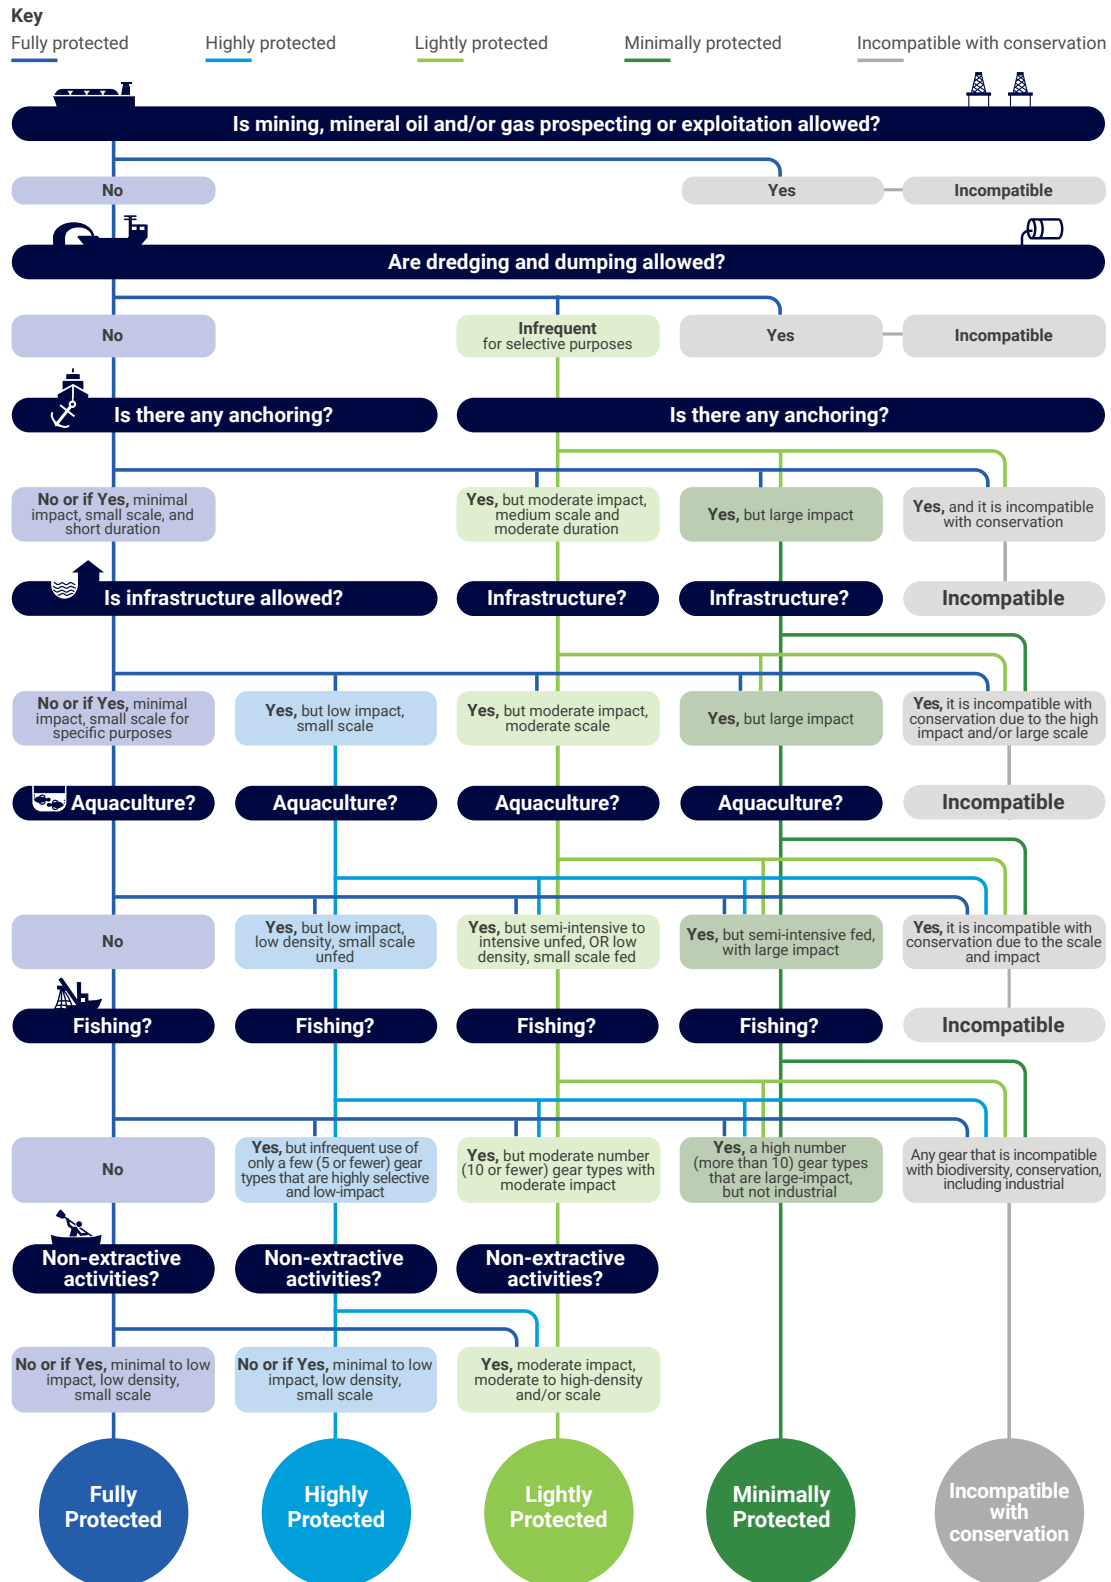 Key
Fully protected
Highly protected
Lightly protected
Minimally protected
Incompatible with conservation
Is mining, mineral oil and/or gas prospecting or exploitation allowed?
No
Yes
Incompatible
Are dredging and dumping allowed?
No
Infrequent
for selective purposes
Yes
Incompatible
Is there any anchoring?
Is there any anchoring?
No or if Yes, minimal
impact, small scale, and
short duration
Yes, but moderate impact,
medium scale and
moderate duration
Yes, but large impact
Yes, and it is incompatible
with conservation
Is infrastructure allowed?
Infrastructure?
Infrastructure?
Incompatible
No or if Yes, minimal
impact, small scale for
specific purposes
Yes, but low impact,
small scale
Yes, but moderate impact,
moderate scale
Yes, but large impact
Yes, it is incompatible with
conservation due to the high
impact and/or large scale
Aquaculture?
Aquaculture?
Aquaculture?
Aquaculture?
Incompatible
No
Yes, but low impact,
low density, small scale
unfed
Yes, but semi-intensive to
intensive unfed, OR low
density, small scale fed
Yes, but semi-intensive fed,
with large impact
Yes, it is incompatible with
conservation due to the scale
and impact
Fishing?
Fishing?
Fishing?
Fishing?
Incompatible
No
Yes, but infrequent use of
only a few (5 or fewer) gear
types that are highly selective
and low-impact
Yes, but moderate number
(10 or fewer) gear types with
moderate impact
Yes, a high number
(more than 10) gear types
that are large-impact,
but not industrial
Any gear that is incompatible
with biodiversity, conservation,
including industrial
Non-extractive
activities?
Non-extractive
activities?
Non-extractive
activities?
No or if Yes, minimal to low
impact, low density,
small scale
No or if Yes, minimal to low
impact, low density,
small scale
Yes, moderate impact,
moderate to high-density
and/or scale
Fully
Protected
Highly
Protected
Lightly
Protected
Minimally
Protected
Incompatible
with
conservation